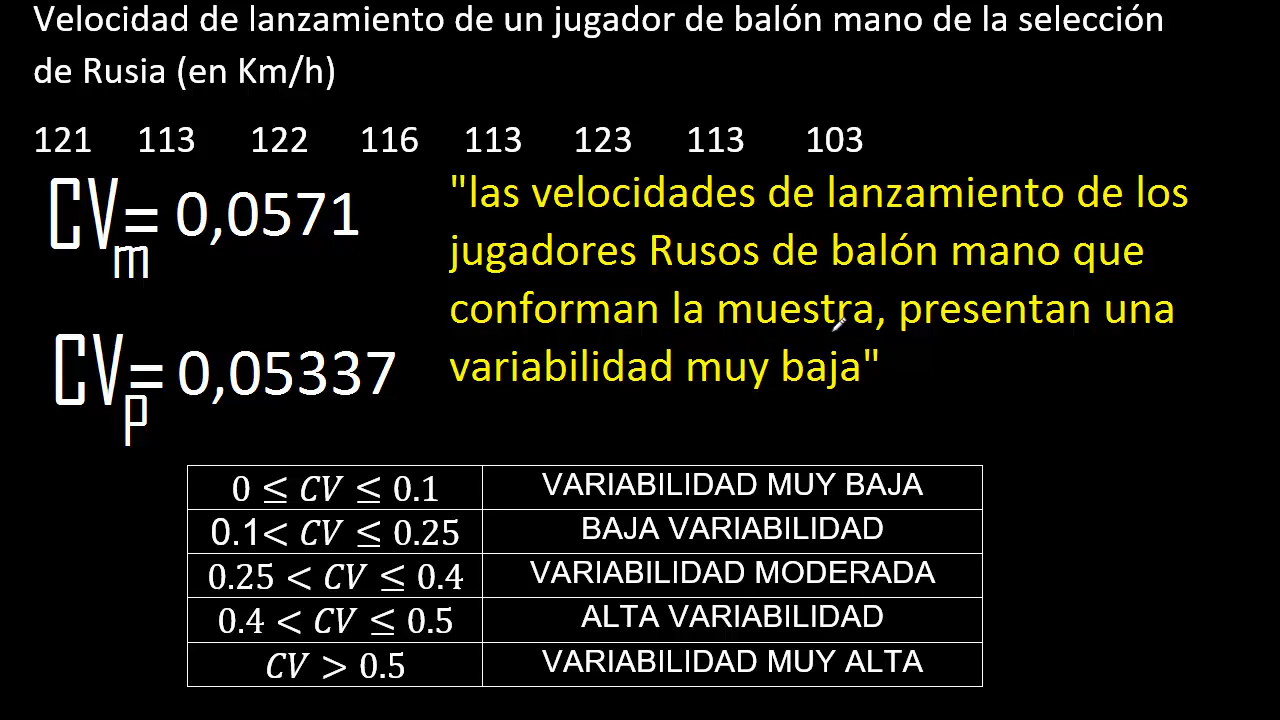 Velocidad de lanzamiento de un jugador de balón mano de la selección
de Rusia (en Km/h)
121 113 122 116 113 123 113 103
CVm= 0,0571
"las velocidades de lanzamiento de los
jugadores Rusos de balón mano que
conforman la muestra, presentan una
variabilidad muy baja"
CVp= 0,05337
0 ≤ CV ≤ 0.1 VARIABILIDAD MUY BAJA
0.1< CV ≤ 0.25 BAJA VARIABILIDAD
0.25 < CV ≤ 0.4 VARIABILIDAD MODERADA
0.4 < CV ≤ 0.5 ALTA VARIABILIDAD
CV > 0.5 VARIABILIDAD MUY ALTA